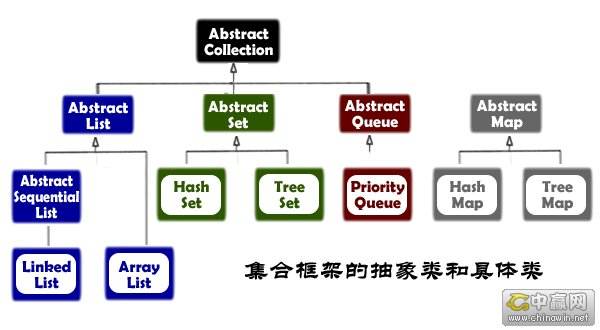 Abstract
Collection
Abstract
List
Abstract
Set
Abstract
Queue
Abstract
Map
Abstract
Sequential
List
Hash
Set
Tree
Set
Priority
Queue
Hash
Map
Tree
Map
Linked
List
Array
List
集合框架的抽象类和具体类
中赢网
www.chinawin.net